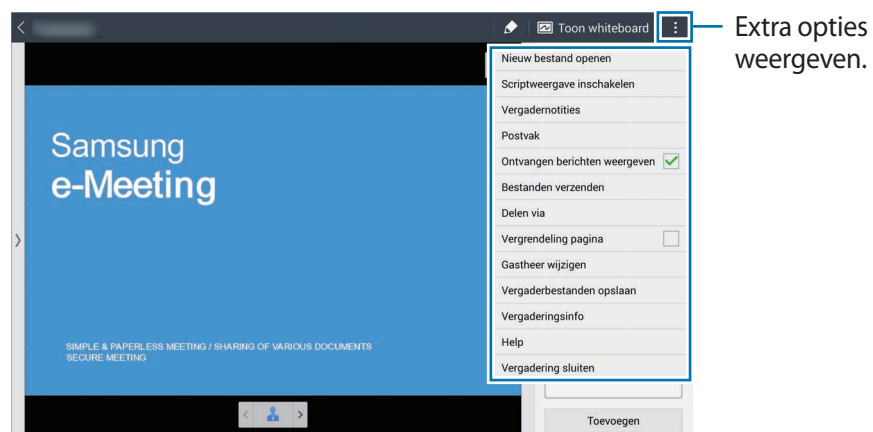 Toon whiteboard
Extra opties
weergeven.
Nieuw bestand openen
Scriptweergave inschakelen
Vergadernotities
Postvak
Ontvangen berichten weergeven
Bestanden verzenden
Delen via
Vergrendeling pagina
Gastheer wijzigen
Vergaderbestanden opslaan
Vergaderingsinfo
Help
Vergadering sluiten
Samsung
e-Meeting
SIMPLE & PAPERLESS MEETING / SHARING OF VARIOUS DOCUMENTS
SECURE MEETING
Toevoegen